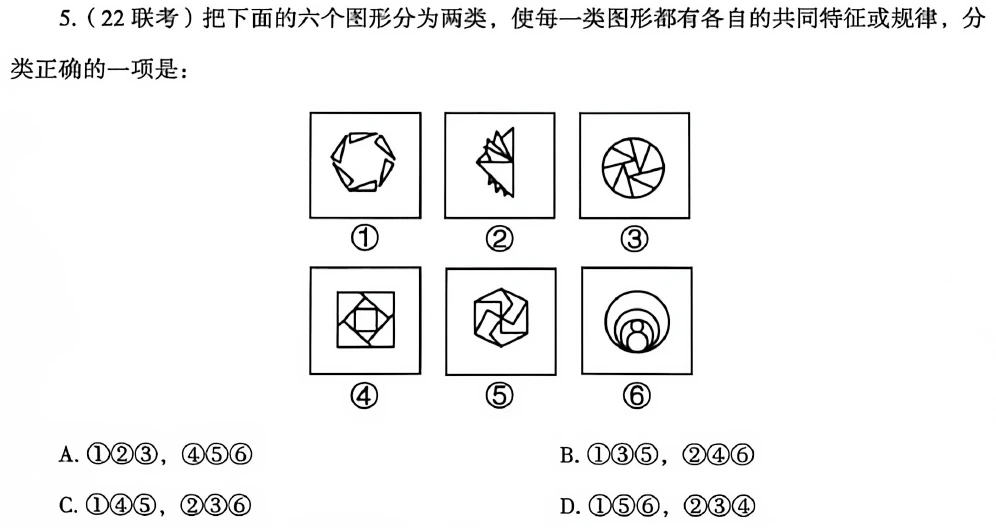 5.（22 联考）把下面的六个图形分为两类，使每一类图形都有各自的共同特征或规律，分
类正确的一项是：
① ② ③
④ ⑤ ⑥
A. ①②③，④⑤⑥ B. ①③⑤，②④⑥
C. ①④⑤，②③⑥ D. ①⑤⑥，②③④